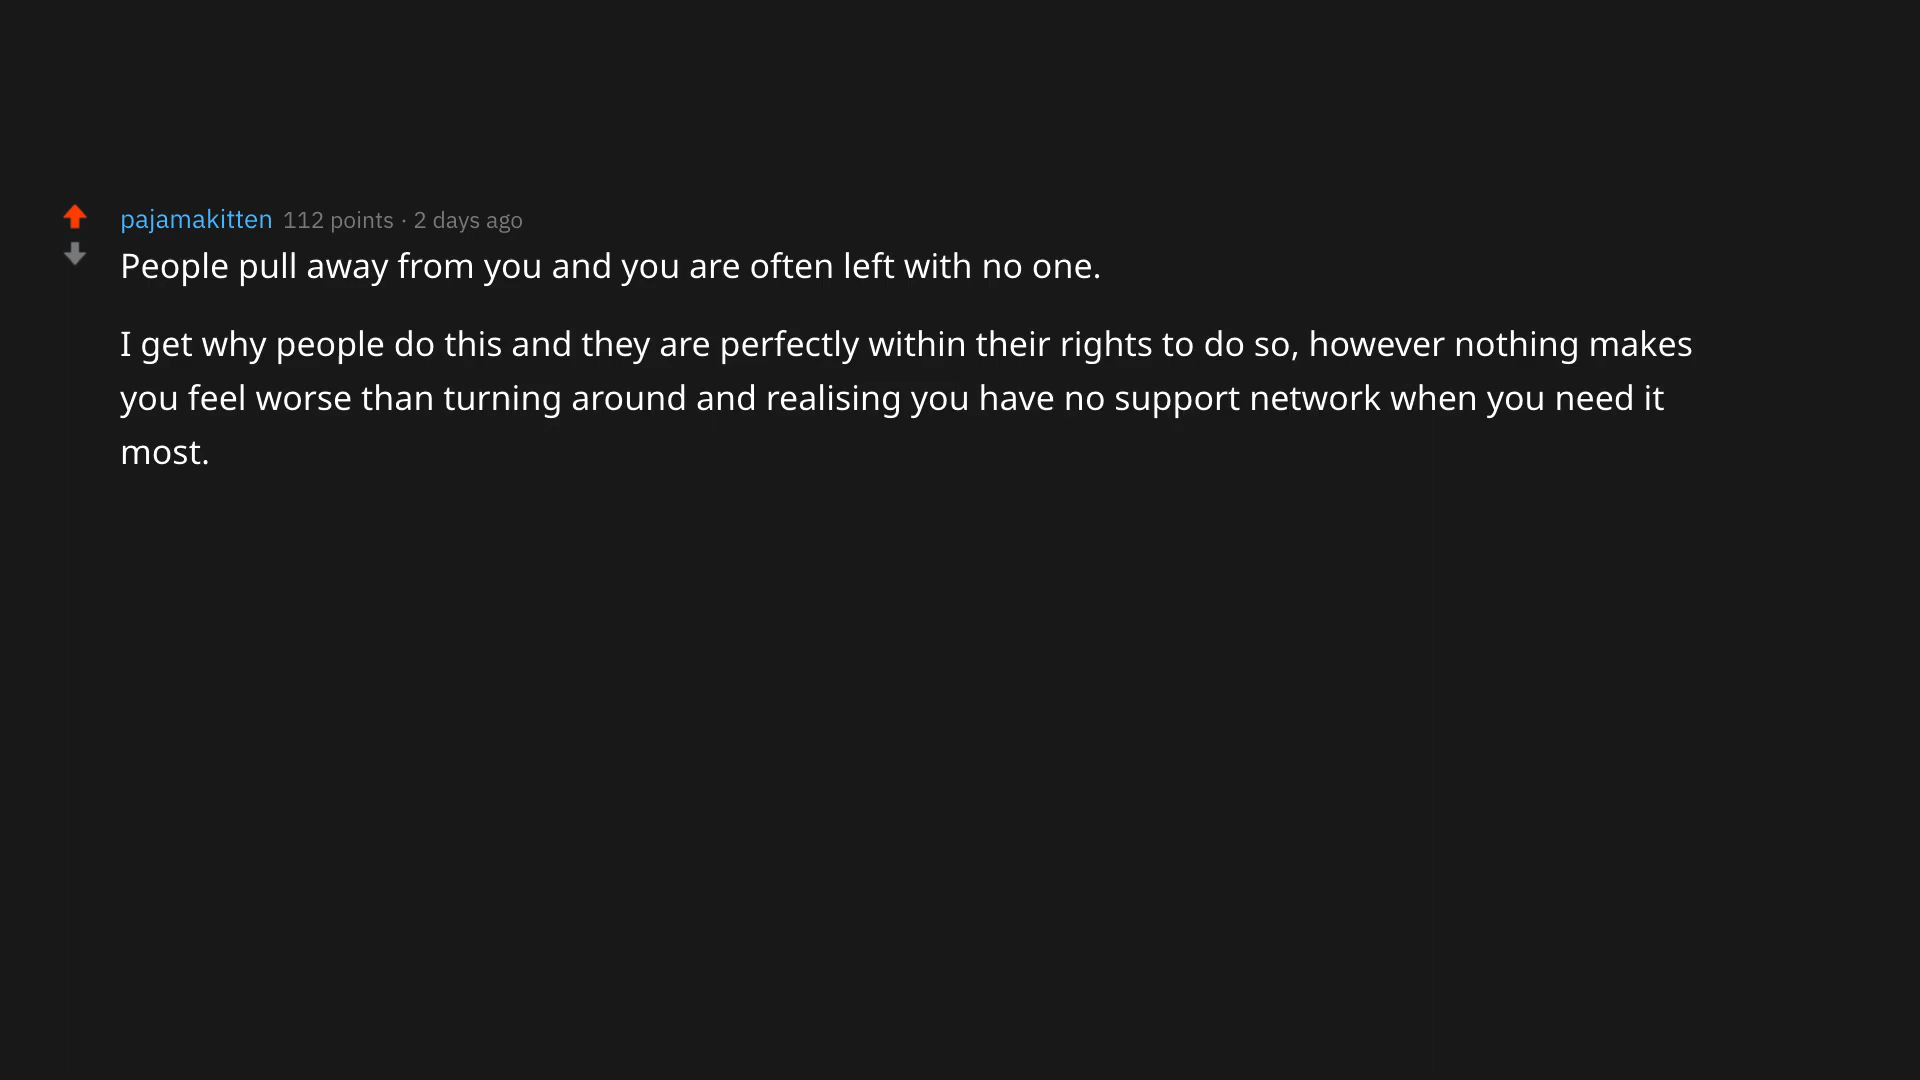 pajamakitten 112 points · 2 days ago
People pull away from you and you are often left with no one.
I get why people do this and they are perfectly within their rights to do so, however nothing makes
you feel worse than turning around and realising you have no support network when you need it
most.